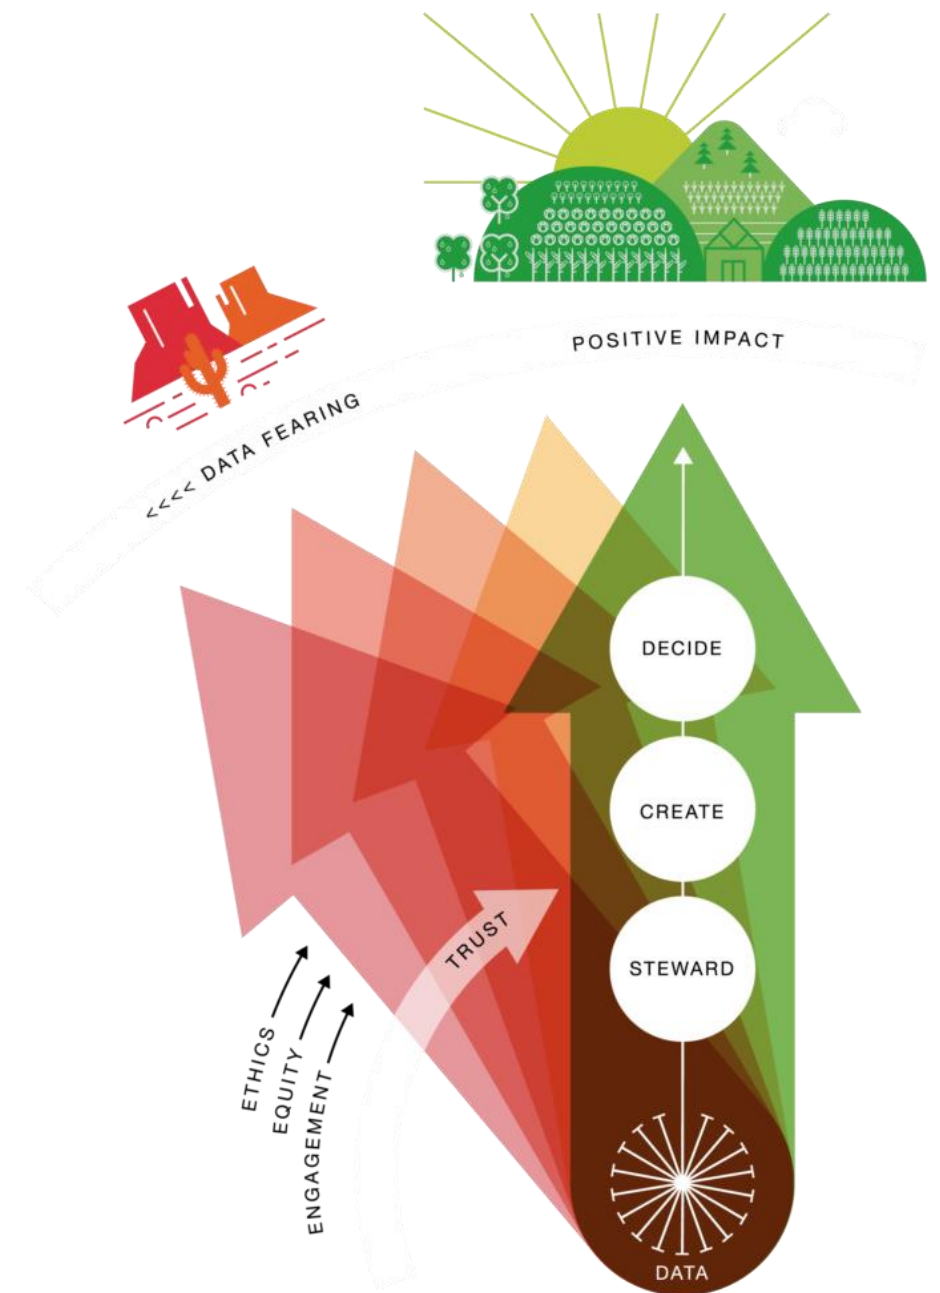 POSITIVE IMPACT
<<<< DATA FEARING
DECIDE
CREATE
TRUST
STEWARD
ETHICS
EQUITY
ENGAGEMENT
DATA